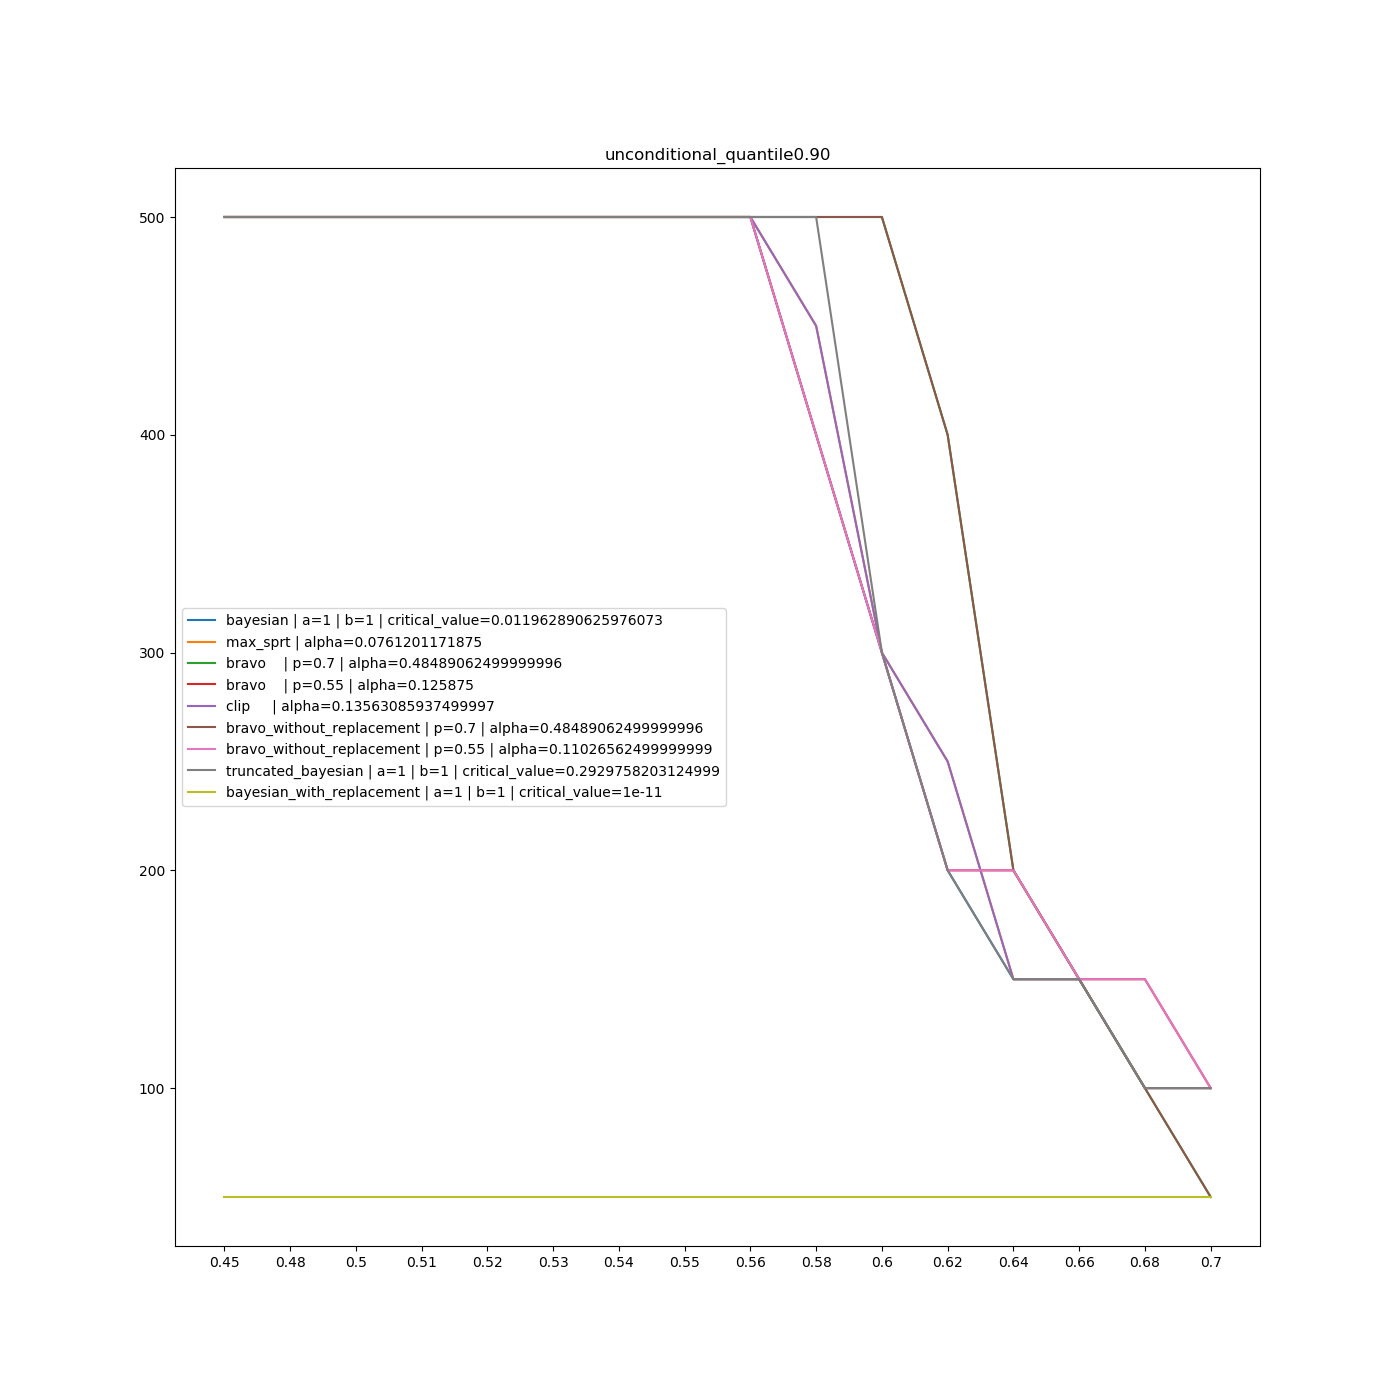 unconditional_quantile0.90
500
400
300
200
100
bayesian | a=1 | b=1 | critical_value=0.011962890625976073
max_sprt | alpha=0.0761201171875
bravo | p=0.7 | alpha=0.48489062499999996
bravo | p=0.55 | alpha=0.125875
clip | alpha=0.13563085937499997
bravo_without_replacement | p=0.7 | alpha=0.48489062499999996
bravo_without_replacement | p=0.55 | alpha=0.11026562499999999
truncated_bayesian | a=1 | b=1 | critical_value=0.2929758203124999
bayesian_with_replacement | a=1 | b=1 | critical_value=1e-11
0.45 0.48 0.5 0.51 0.52 0.53 0.54 0.55 0.56 0.58 0.6 0.62 0.64 0.66 0.68 0.7